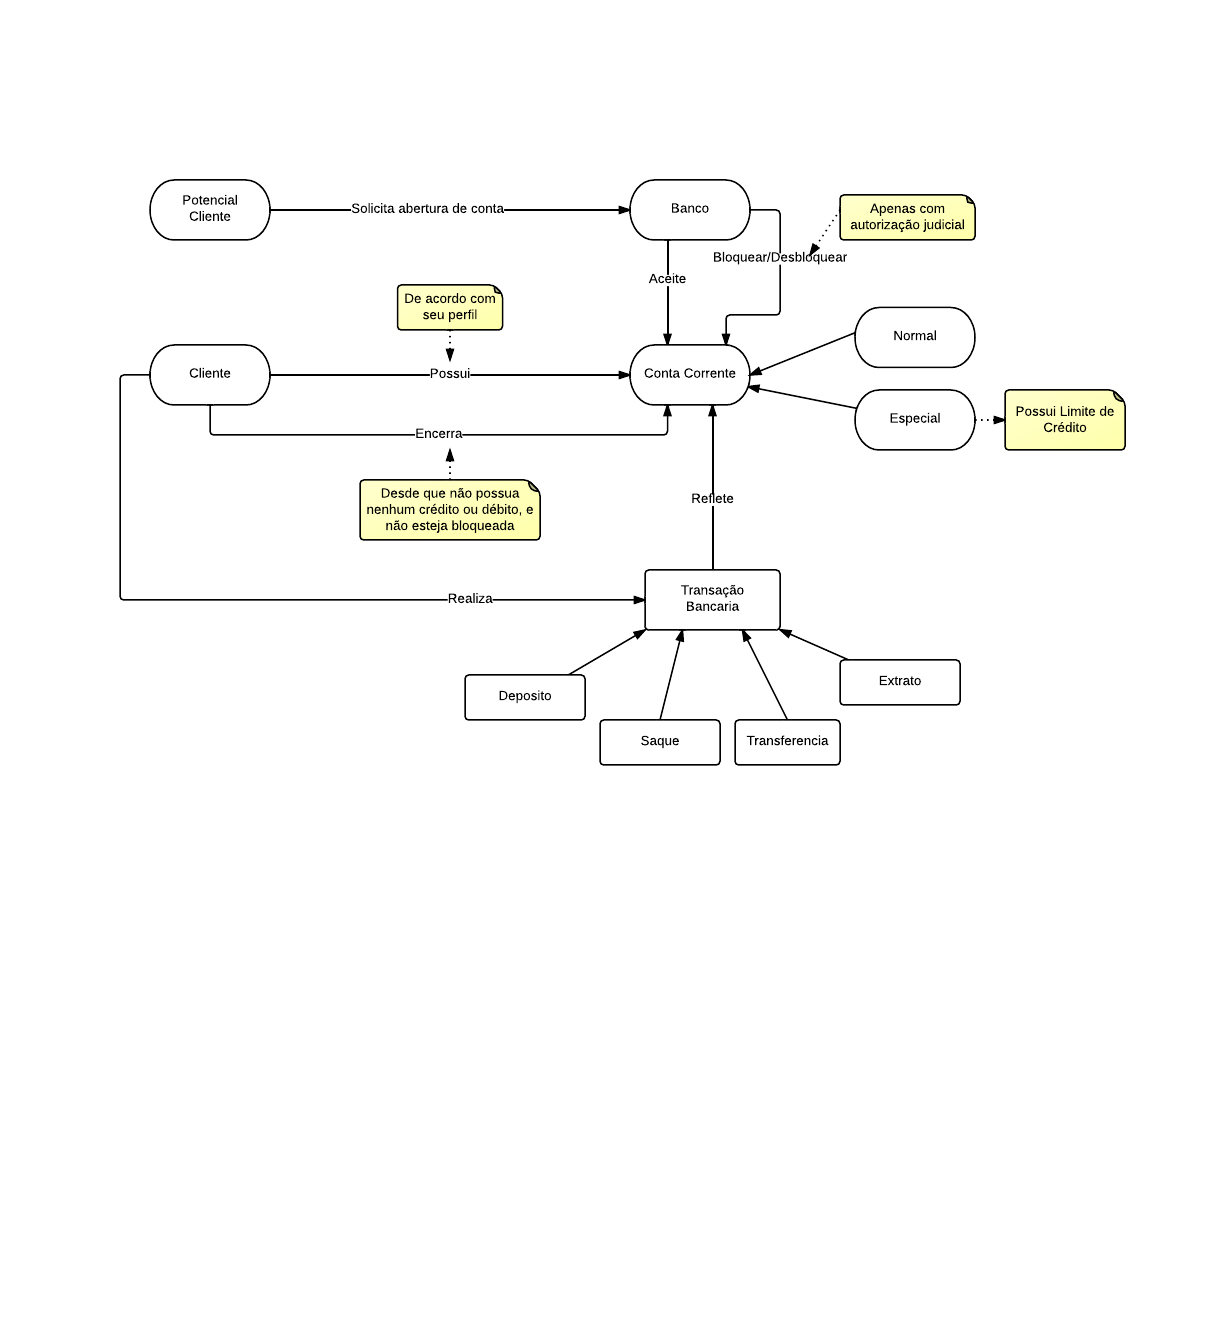 Potencial
Cliente
Solicita abertura de conta
Banco
Apenas com
autorização judicial
Bloquear/Desbloquear
Aceite
De acordo com
seu perfil
Normal
Cliente
Possui
Conta Corrente
Especial
Possui Limite de
Crédito
Encerra
Desde que não possua
nenhum crédito ou débito, e
não esteja bloqueada
Reflete
Transação
Bancaria
Realiza
Deposito
Extrato
Saque
Transferencia